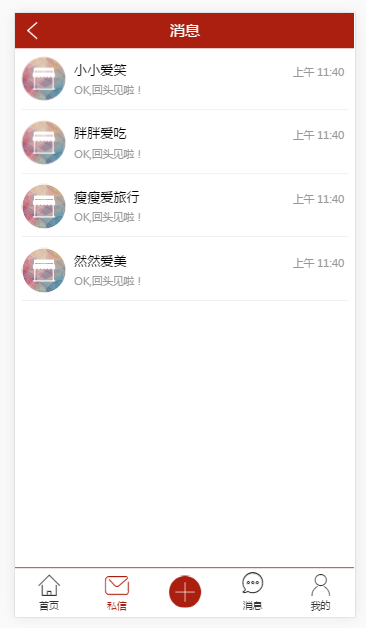 消息
小小爱笑
上午 11:40
OK,回头见啦！
胖胖爱吃
上午 11:40
OK,回头见啦！
瘦瘦爱旅行
上午 11:40
OK,回头见啦！
然然爱美
上午 11:40
OK,回头见啦！
首页
私信
消息
我的